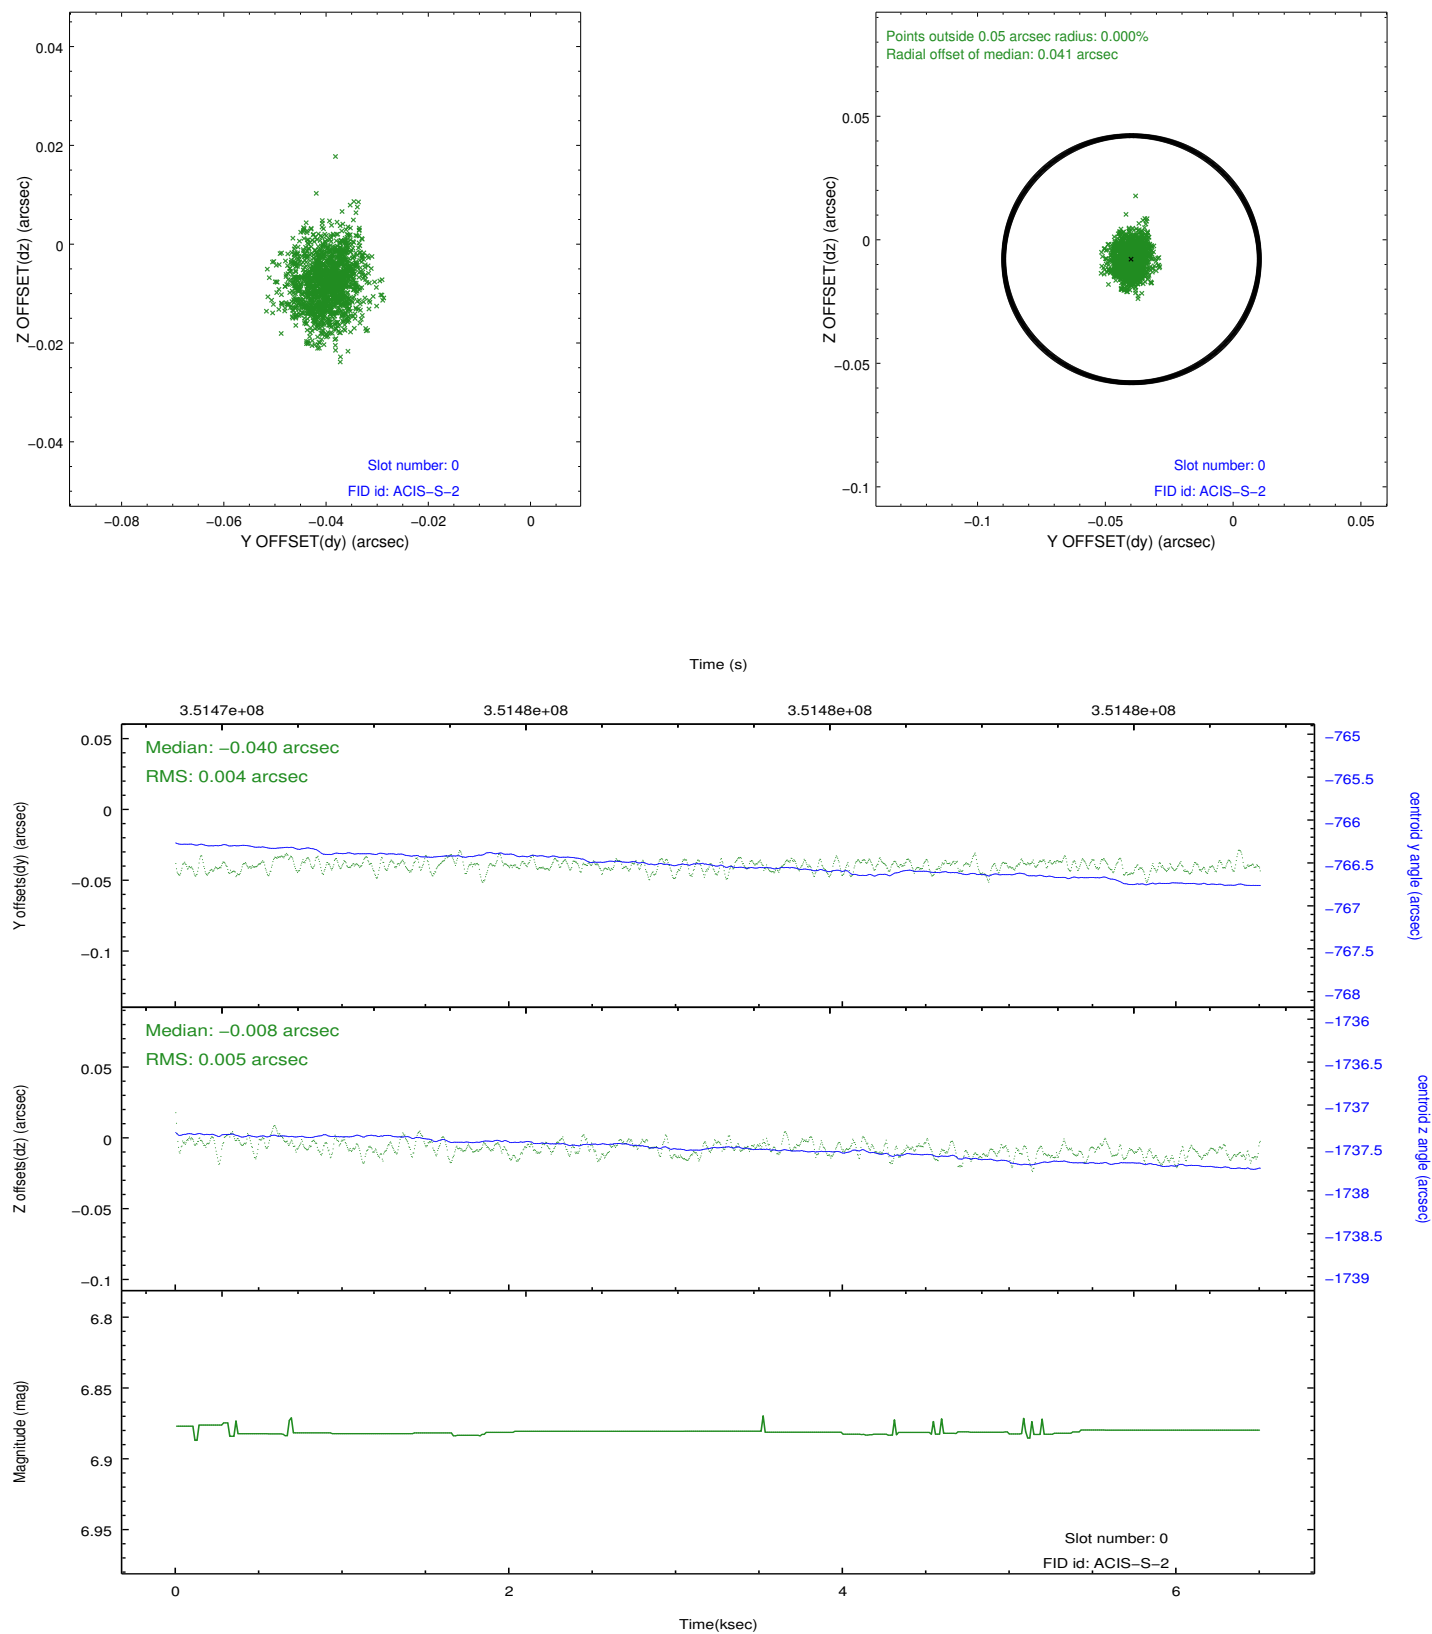 0.04
0.02
0
−0.02
−0.04
Z OFFSET(dz) (arcsec)
Slot number: 0
FID id: ACIS−S−2
−0.08
−0.06
−0.04
−0.02
0
Y OFFSET(dy) (arcsec)
Points outside 0.05 arcsec radius: 0.000%
Radial offset of median: 0.041 arcsec
0.05
0
−0.05
−0.1
Z OFFSET(dz) (arcsec)
Slot number: 0
FID id: ACIS−S−2
−0.1
−0.05
0
0.05
Y OFFSET(dy) (arcsec)
Time (s)
3.5147e+08
3.5148e+08
3.5148e+08
3.5148e+08
Median: −0.040 arcsec
RMS: 0.004 arcsec
0.05
0
−0.05
−0.1
Y offsets(dy) (arcsec)
−765
−765.5
−766
−766.5
−767
−767.5
−768
centroid y angle (arcsec)
Median: −0.008 arcsec
RMS: 0.005 arcsec
0.05
0
−0.05
−0.1
Z offsets(dz) (arcsec)
−1736
−1736.5
−1737
−1737.5
−1738
−1738.5
−1739
centroid z angle (arcsec)
6.8
6.85
6.9
6.95
Magnitude (mag)
Slot number: 0
FID id: ACIS−S−2
0
2
4
6
Time(ksec)